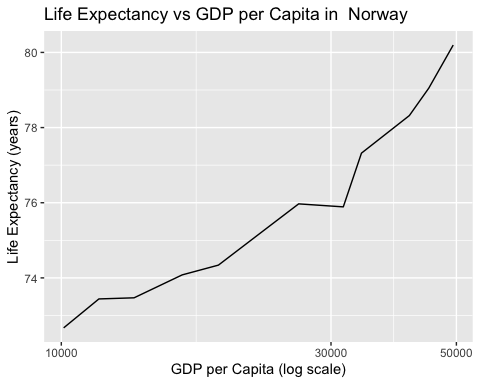 Life Expectancy vs GDP per Capita in  Norway
Life Expectancy (years)
80
78
76
74
10000
30000
50000
GDP per Capita (log scale)